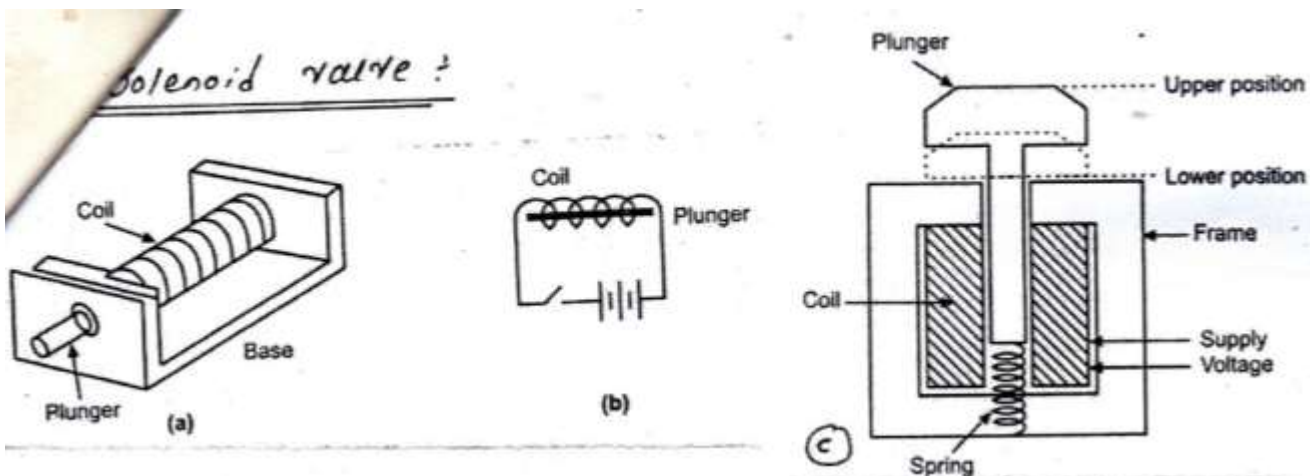 Solenoid valve :
Coil
Plunger
Base
(a)
Coil
Plunger
(b)
Plunger
Upper position
Lower position
Frame
Coil
Supply
Voltage
Spring
C